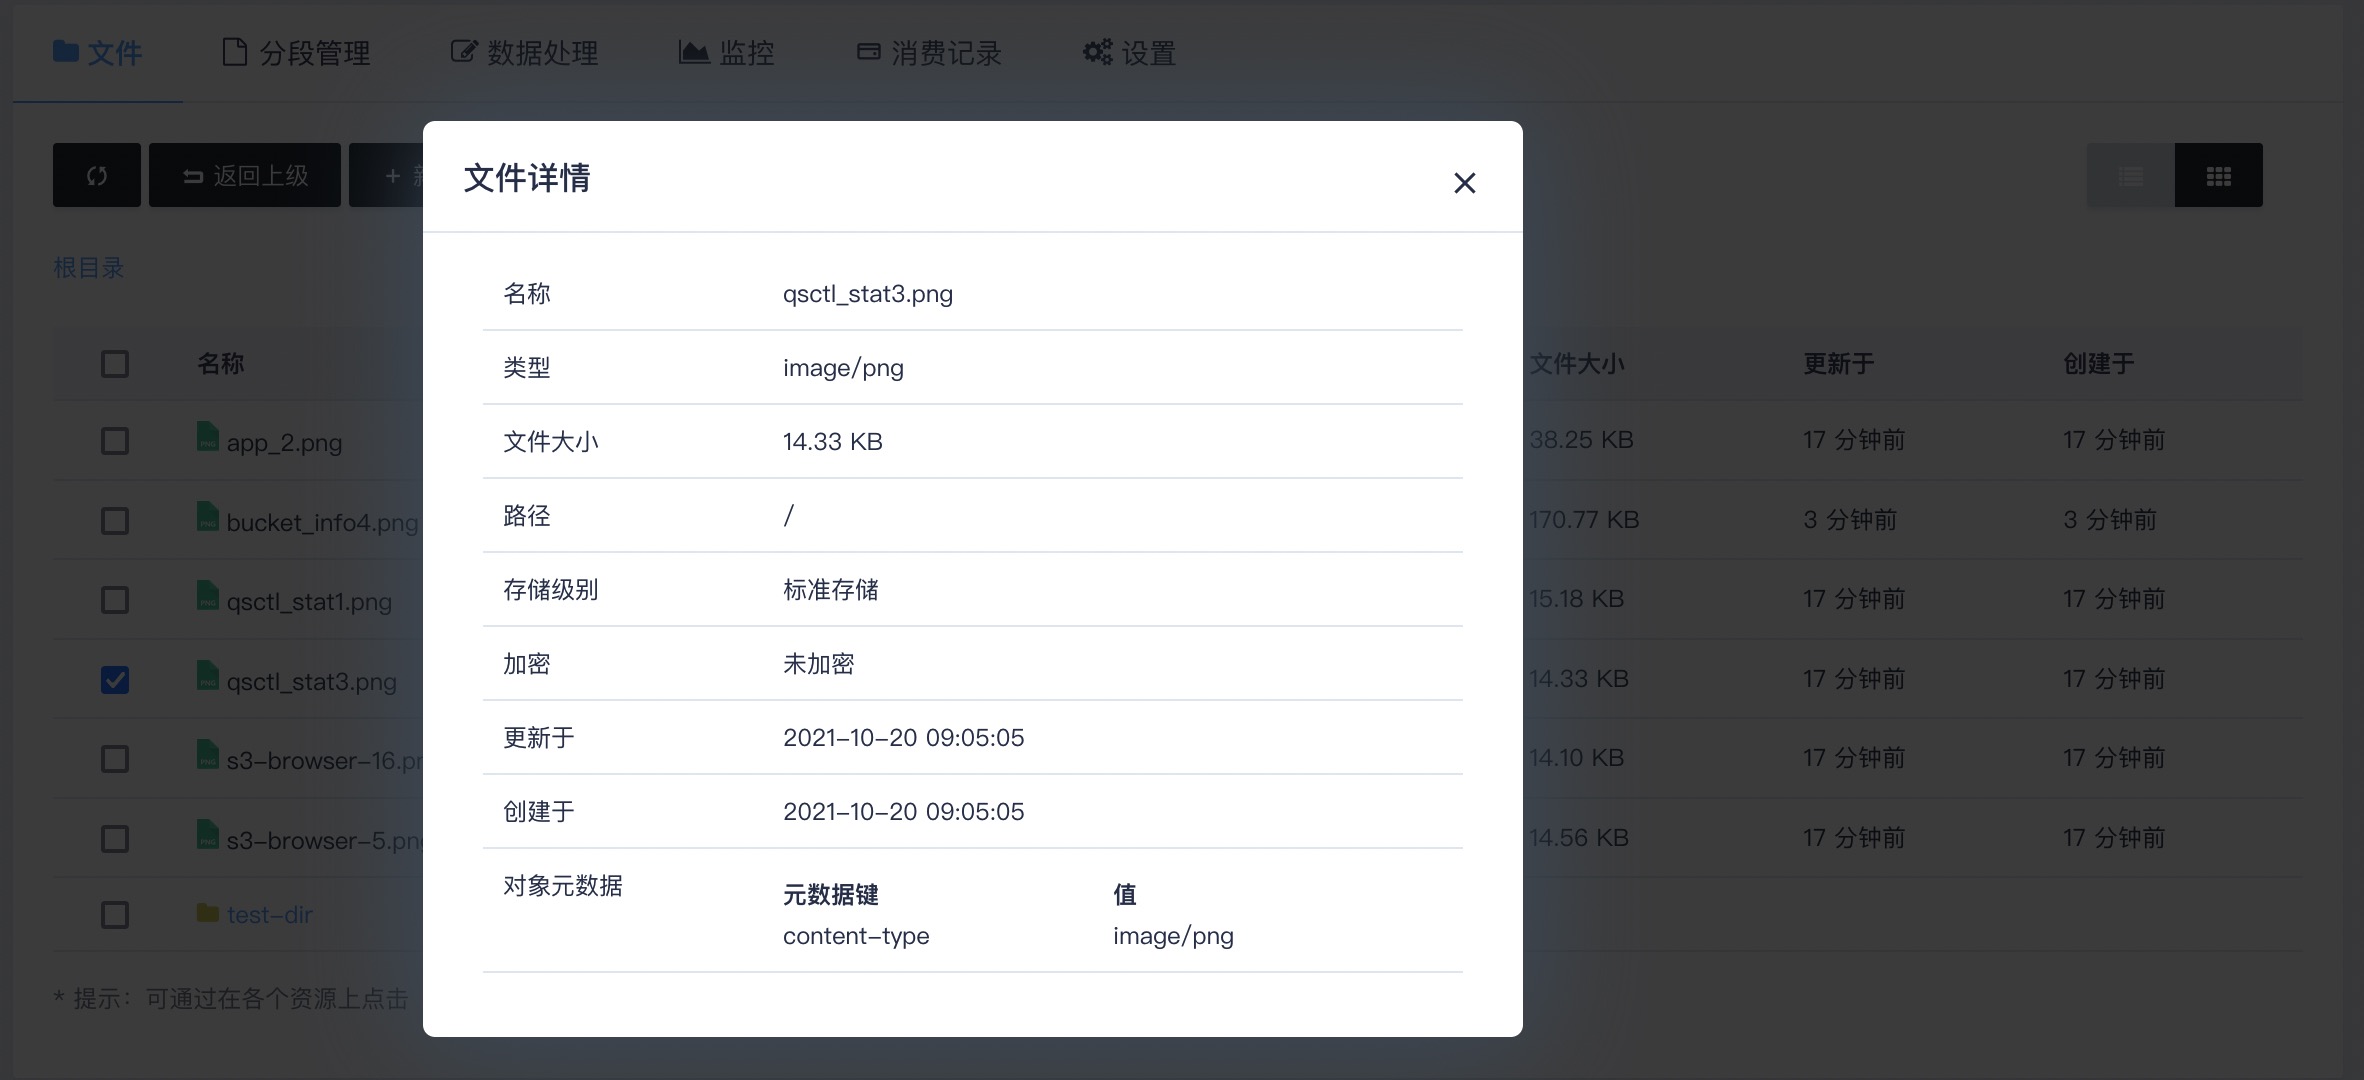 文件 分段管理 数据处理 监控 消费记录 设置
返回上级 +
根目录
名称 文件大小 更新于 创建于
app_2.png 38.25 KB 17 分钟前 17 分钟前
bucket_info4.png 170.77 KB 3 分钟前 3 分钟前
qsctl_stat1.png 15.18 KB 17 分钟前 17 分钟前
qsctl_stat3.png 14.33 KB 17 分钟前 17 分钟前
s3-browser-16.pn 14.10 KB 17 分钟前 17 分钟前
s3-browser-5.png 14.56 KB 17 分钟前 17 分钟前
test-dir
* 提示：可通过在各个资源上点击
文件详情
名称 qsctl_stat3.png
类型 image/png
文件大小 14.33 KB
路径 /
存储级别 标准存储
加密 未加密
更新于 2021-10-20 09:05:05
创建于 2021-10-20 09:05:05
对象元数据 元数据键 值
content-type image/png